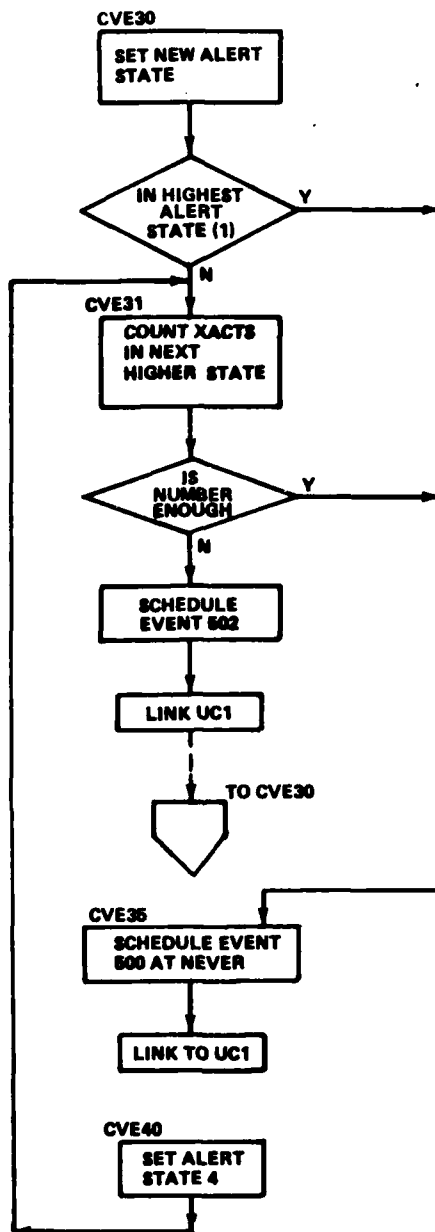 CVE30
SET NEW ALERT
STATE
IN HIGHEST
ALERT
STATE (1)
Y
N
CVE31
COUNT XACTS
IN NEXT
HIGHER STATE
IS
NUMBER
ENOUGH
Y
N
SCHEDULE
EVENT 502
LINK UC1
TO CVE30
CVE35
SCHEDULE EVENT
500 AT NEVER
LINK TO UC1
CVE40
SET ALERT
STATE 4